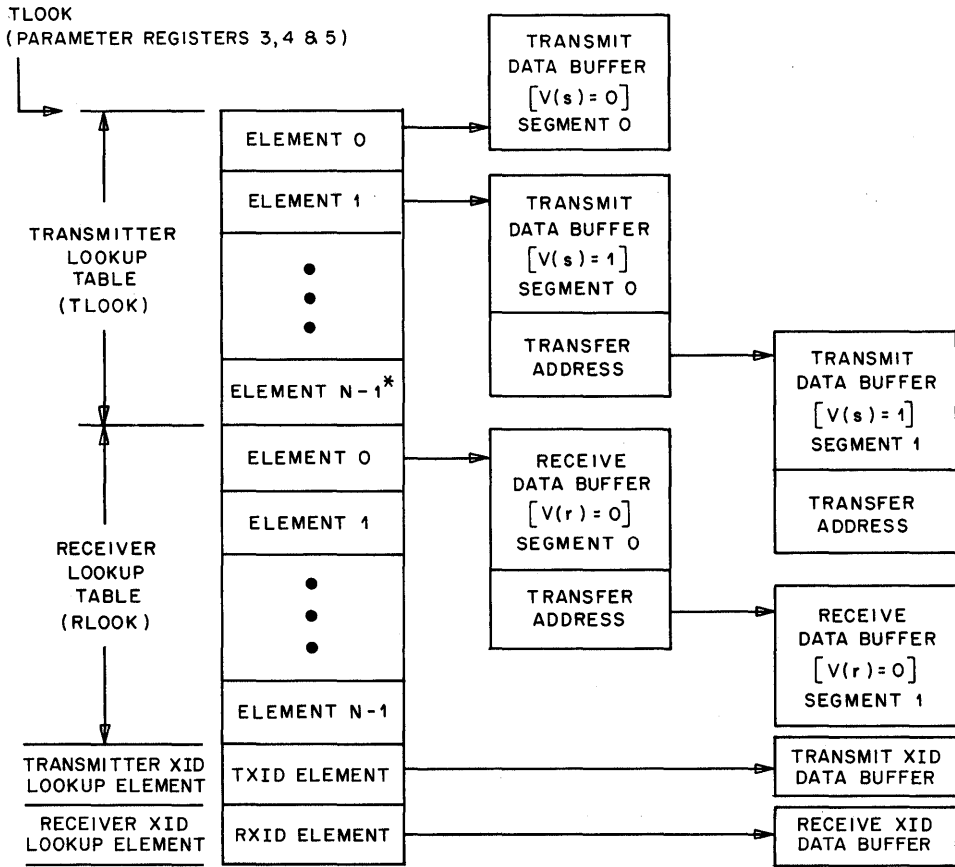 TLOOK
(PARAMETER REGISTERS 3, 4 & 5)
TRANSMITTER
LOOKUP
TABLE
(TLOOK)
RECEIVER
LOOKUP
TABLE
(RLOOK)
TRANSMITTER XID
LOOKUP ELEMENT
RECEIVER XID
LOOKUP ELEMENT
ELEMENT 0
ELEMENT 1
ELEMENT N-1*
ELEMENT 0
ELEMENT 1
ELEMENT N-1
TXID ELEMENT
RXID ELEMENT
TRANSMIT
DATA BUFFER
[V(s)=0]
SEGMENT 0
TRANSMIT
DATA BUFFER
[V(s)=1]
SEGMENT 0
TRANSFER
ADDRESS
RECEIVE
DATA BUFFER
[V(r)=0]
SEGMENT 0
TRANSFER
ADDRESS
TRANSMIT
DATA BUFFER
[V(s)=1]
SEGMENT 1
TRANSFER
ADDRESS
RECEIVE
DATA BUFFER
[V(r)=0]
SEGMENT 1
TRANSMIT XID
DATA BUFFER
RECEIVE XID
DATA BUFFER